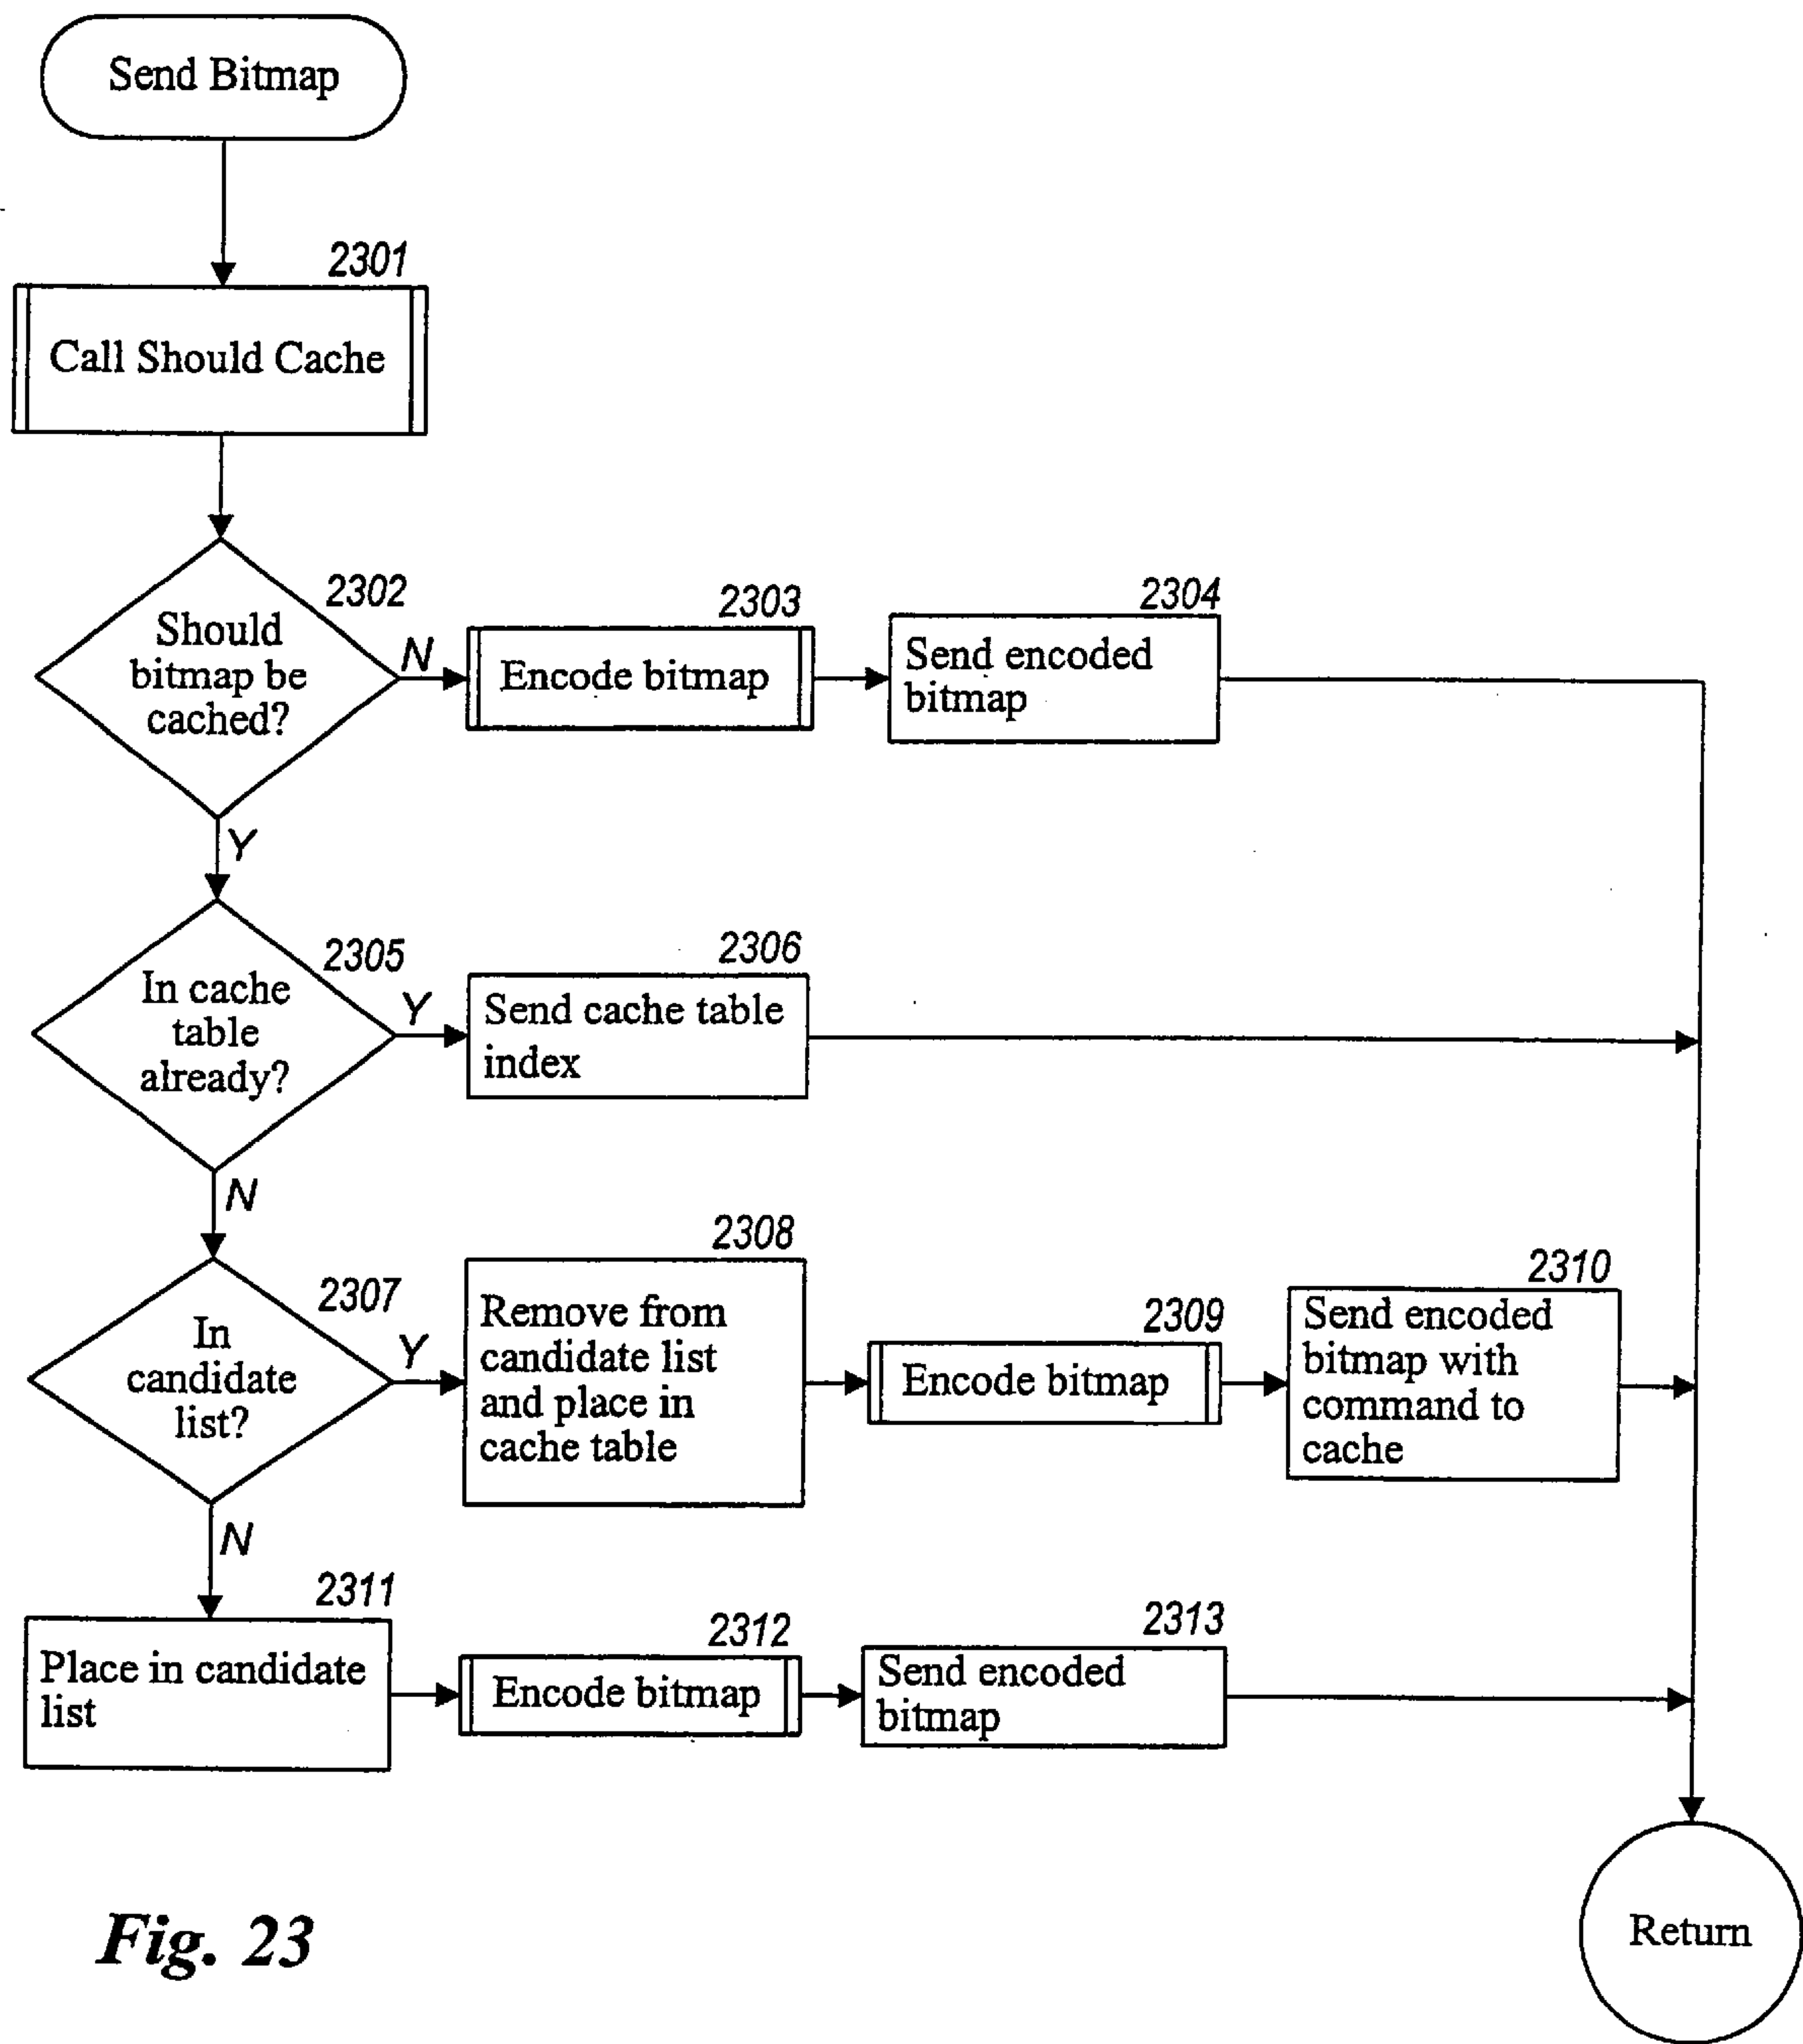 Send Bitmap
2301
Call Should Cache
2302
Should
bitmap be
cached?
N
Y
2303
Encode bitmap
2304
Send encoded
bitmap
2305
In cache
table
already?
Y
N
2306
Send cache table
index
2307
In
candidate
list?
Y
N
2308
Remove from
candidate list
and place in
cache table
2309
Encode bitmap
2310
Send encoded
bitmap with
command to
cache
2311
Place in candidate
list
2312
Encode bitmap
2313
Send encoded
bitmap
Return
Fig. 23